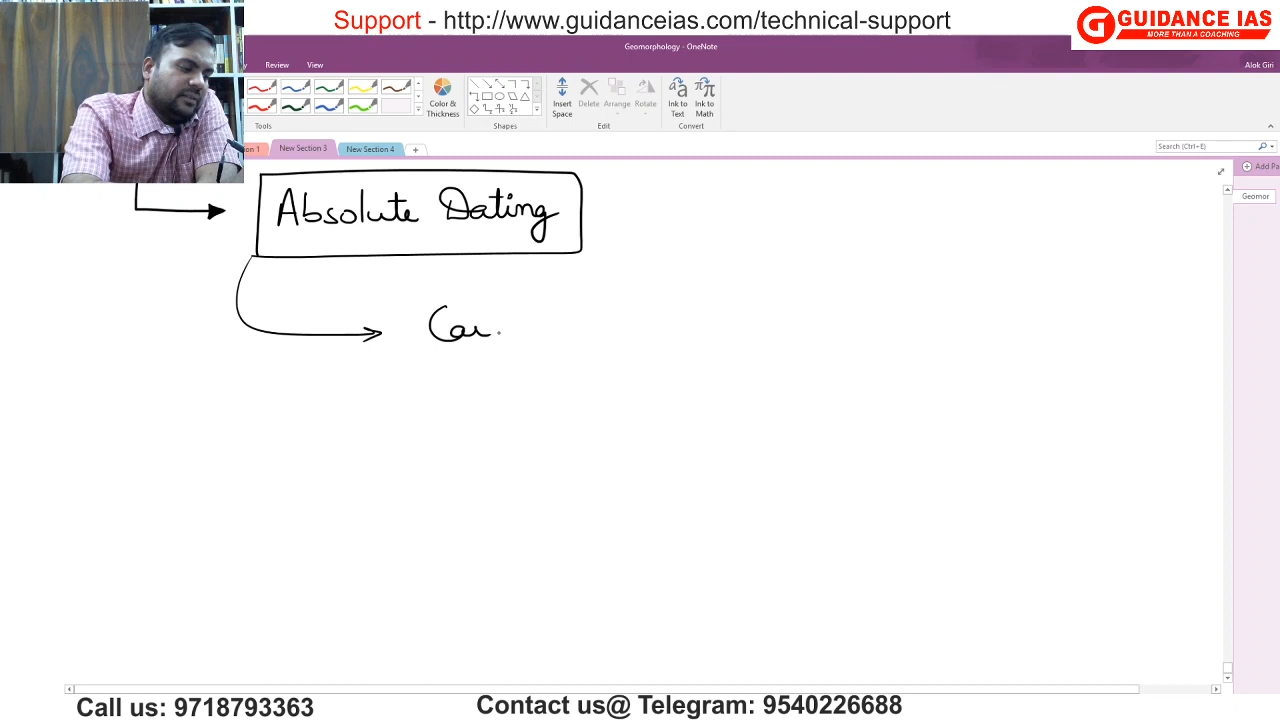 Support - http://www.guidanceias.com/technical-support
GUIDANCE IAS
MORE THAN A COACHING
Geomorphology - OneNote
Alok Giri
Review View
Color & Thickness
Insert Space
Delete Arrange Rotate
Ink to Text
Ink to Math
Tools Shapes Edit Convert
New Section 3 New Section 4
Search (Ctrl+E)
Add Pa
Geomor
Absolute Dating
Car
Call us: 9718793363
Contact us@ Telegram: 9540226688